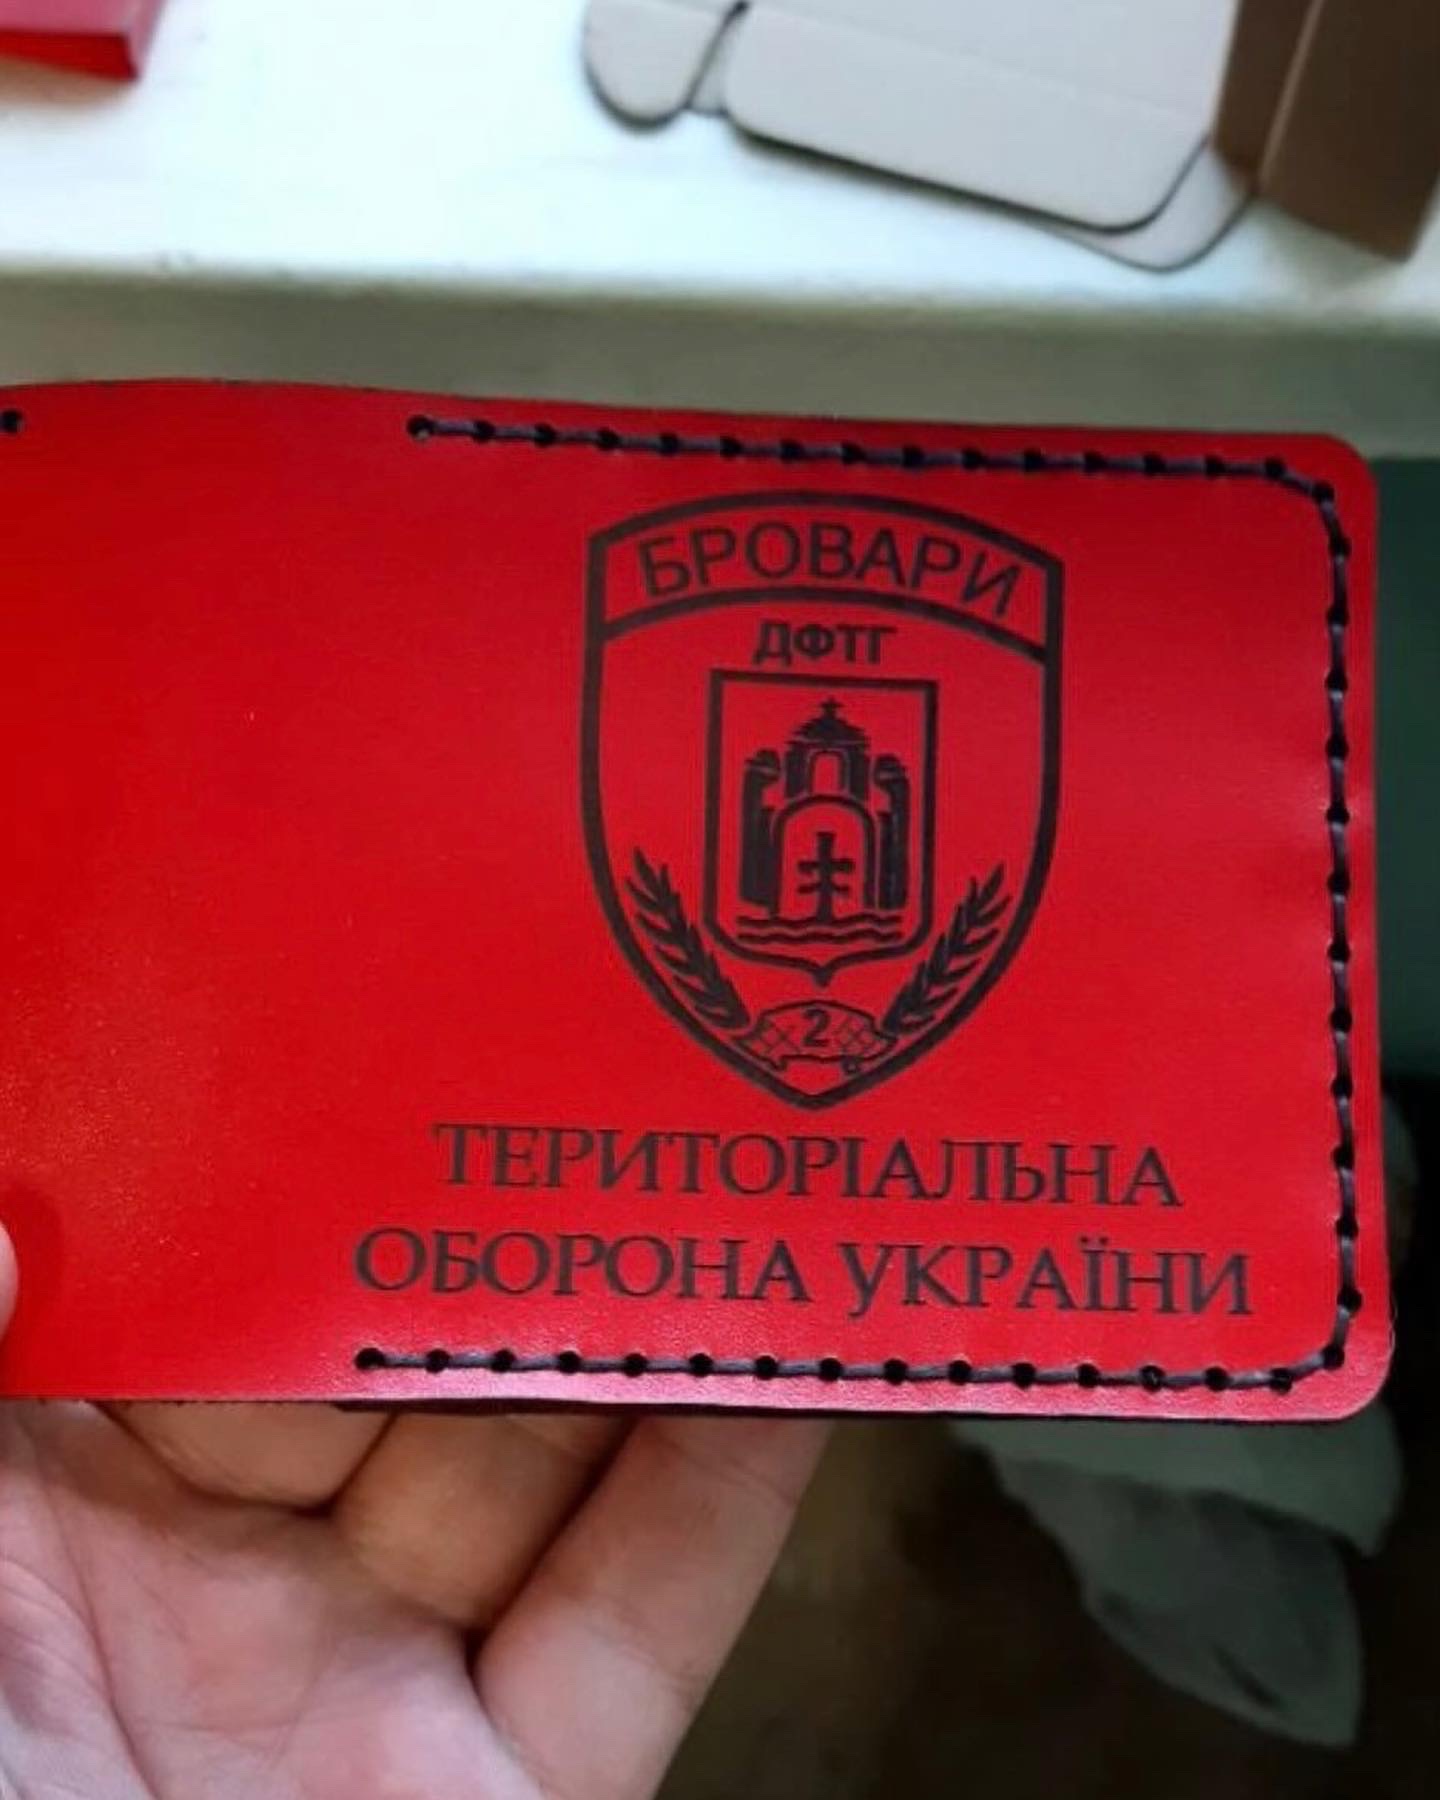 БРОВАРИ
ДФТГ
2
ТЕРИТОРІАЛЬНА
ОБОРОНА УКРАЇНИ